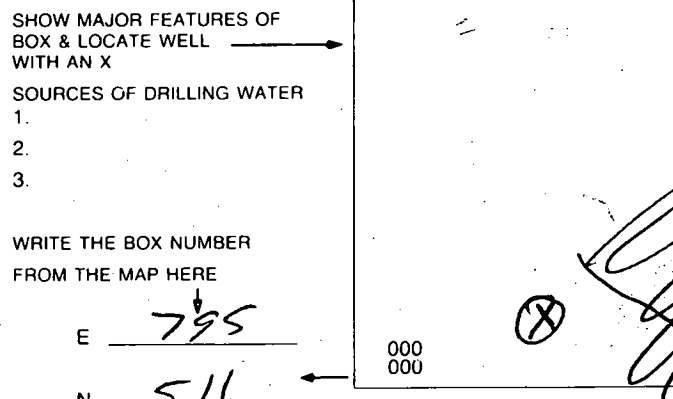 SHOW MAJOR FEATURES OF
BOX & LOCATE WELL
WITH AN X
SOURCES OF DRILLING WATER
1.
2.
3.
WRITE THE BOX NUMBER
FROM THE MAP HERE
E 795
N 511
X
000
000